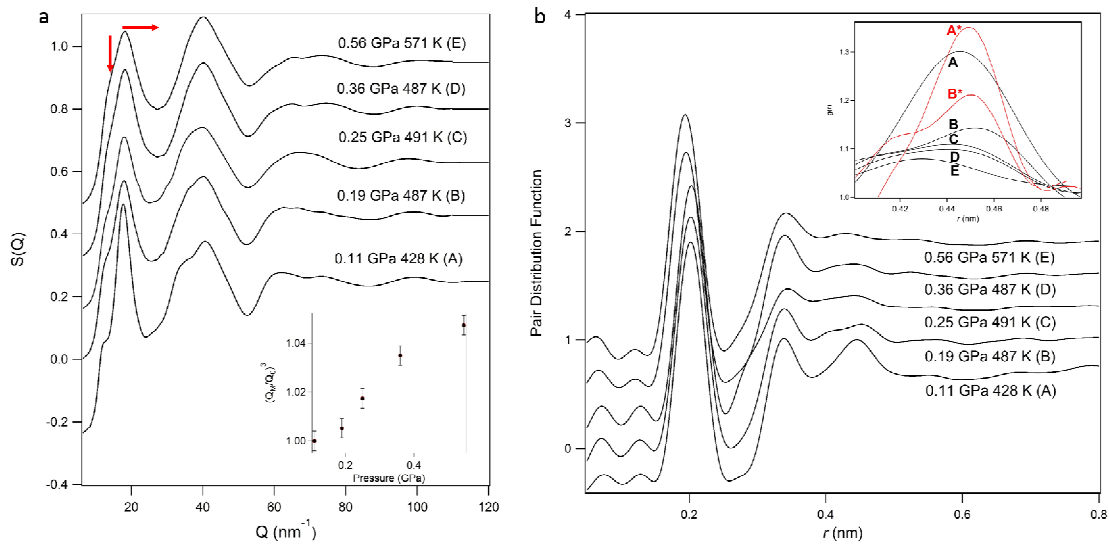 a
S(Q)
1.0
0.8
0.6
0.4
0.2
0.0
-0.2
-0.4
0.56 GPa 571 K (E)
0.36 GPa 487 K (D)
0.25 GPa 491 K (C)
0.19 GPa 487 K (B)
0.11 GPa 428 K (A)
(Q_M/Q_0)^3
1.04
1.02
1.00
0.2 0.4
Pressure (GPa)
20 40 60 80 100 120
Q (nm⁻¹)
b
Pair Distribution Function
4
3
2
1
0
g(r)
1.3
1.2
1.1
1.0
A*
A
B*
B
C
D
E
0.42 0.44 0.46 0.48
r (nm)
0.56 GPa 571 K (E)
0.36 GPa 487 K (D)
0.25 GPa 491 K (C)
0.19 GPa 487 K (B)
0.11 GPa 428 K (A)
0.2 0.4 0.6 0.8
r (nm)